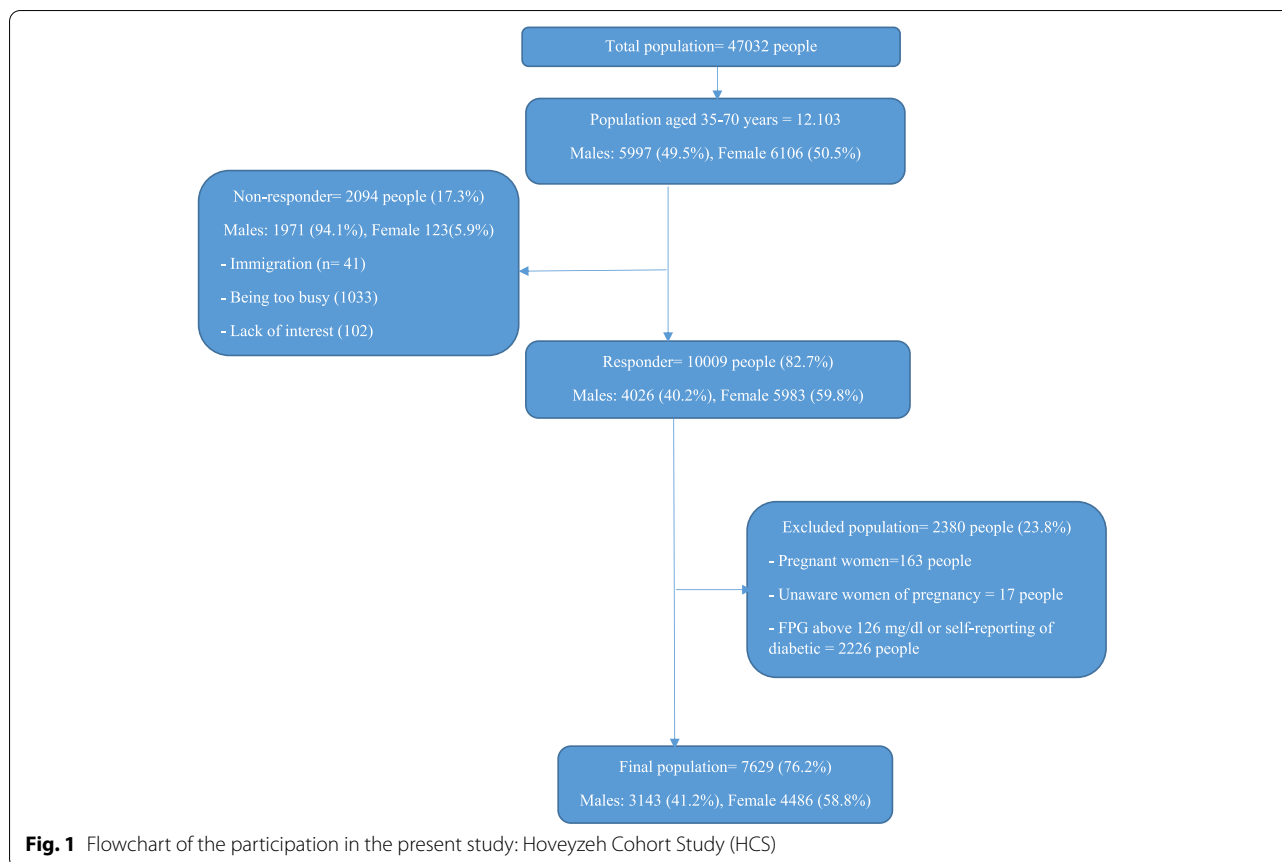 Total population= 47032 people
Population aged 35-70 years = 12.103
Males: 5997 (49.5%), Female 6106 (50.5%)
Non-responder= 2094 people (17.3%)
Males: 1971 (94.1%), Female 123(5.9%)
- Immigration (n= 41)
- Being too busy (1033)
- Lack of interest (102)
Responder= 10009 people (82.7%)
Males: 4026 (40.2%), Female 5983 (59.8%)
Excluded population= 2380 people (23.8%)
- Pregnant women=163 people
- Unaware women of pregnancy = 17 people
- FPG above 126 mg/dl or self-reporting of
diabetic = 2226 people
Final population= 7629 (76.2%)
Males: 3143 (41.2%), Female 4486 (58.8%)
Fig. 1 Flowchart of the participation in the present study: Hoveyzeh Cohort Study (HCS)